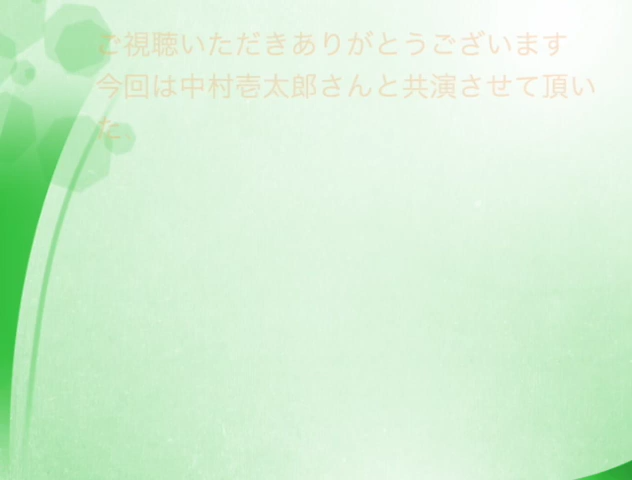 ご視聴いただきありがとうございます
今回は中村壱太郎さんと共演させて頂い
た